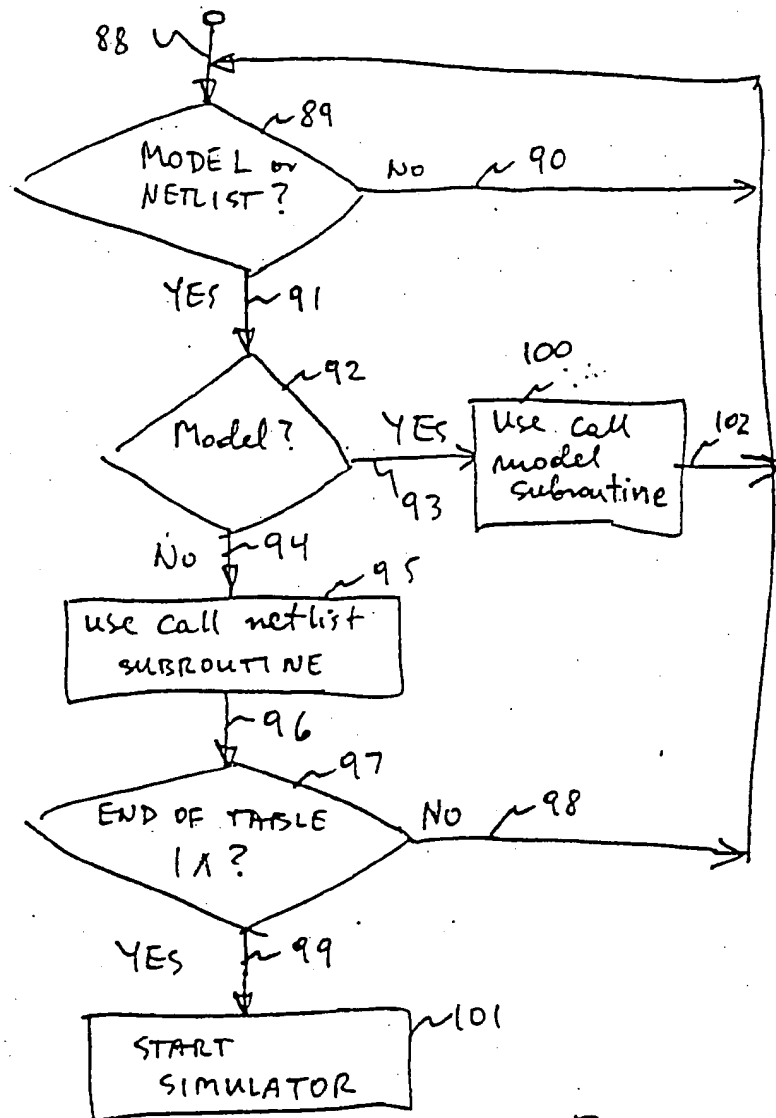 88
89
MODEL or
NETLIST?
No
90
YES
91
92
Model?
YES
93
100
Use call
model
subroutine
102
No
94
95
use call netlist
SUBROUTINE
96
97
END OF TABLE
1A?
No
98
YES
99
START
SIMULATOR
101